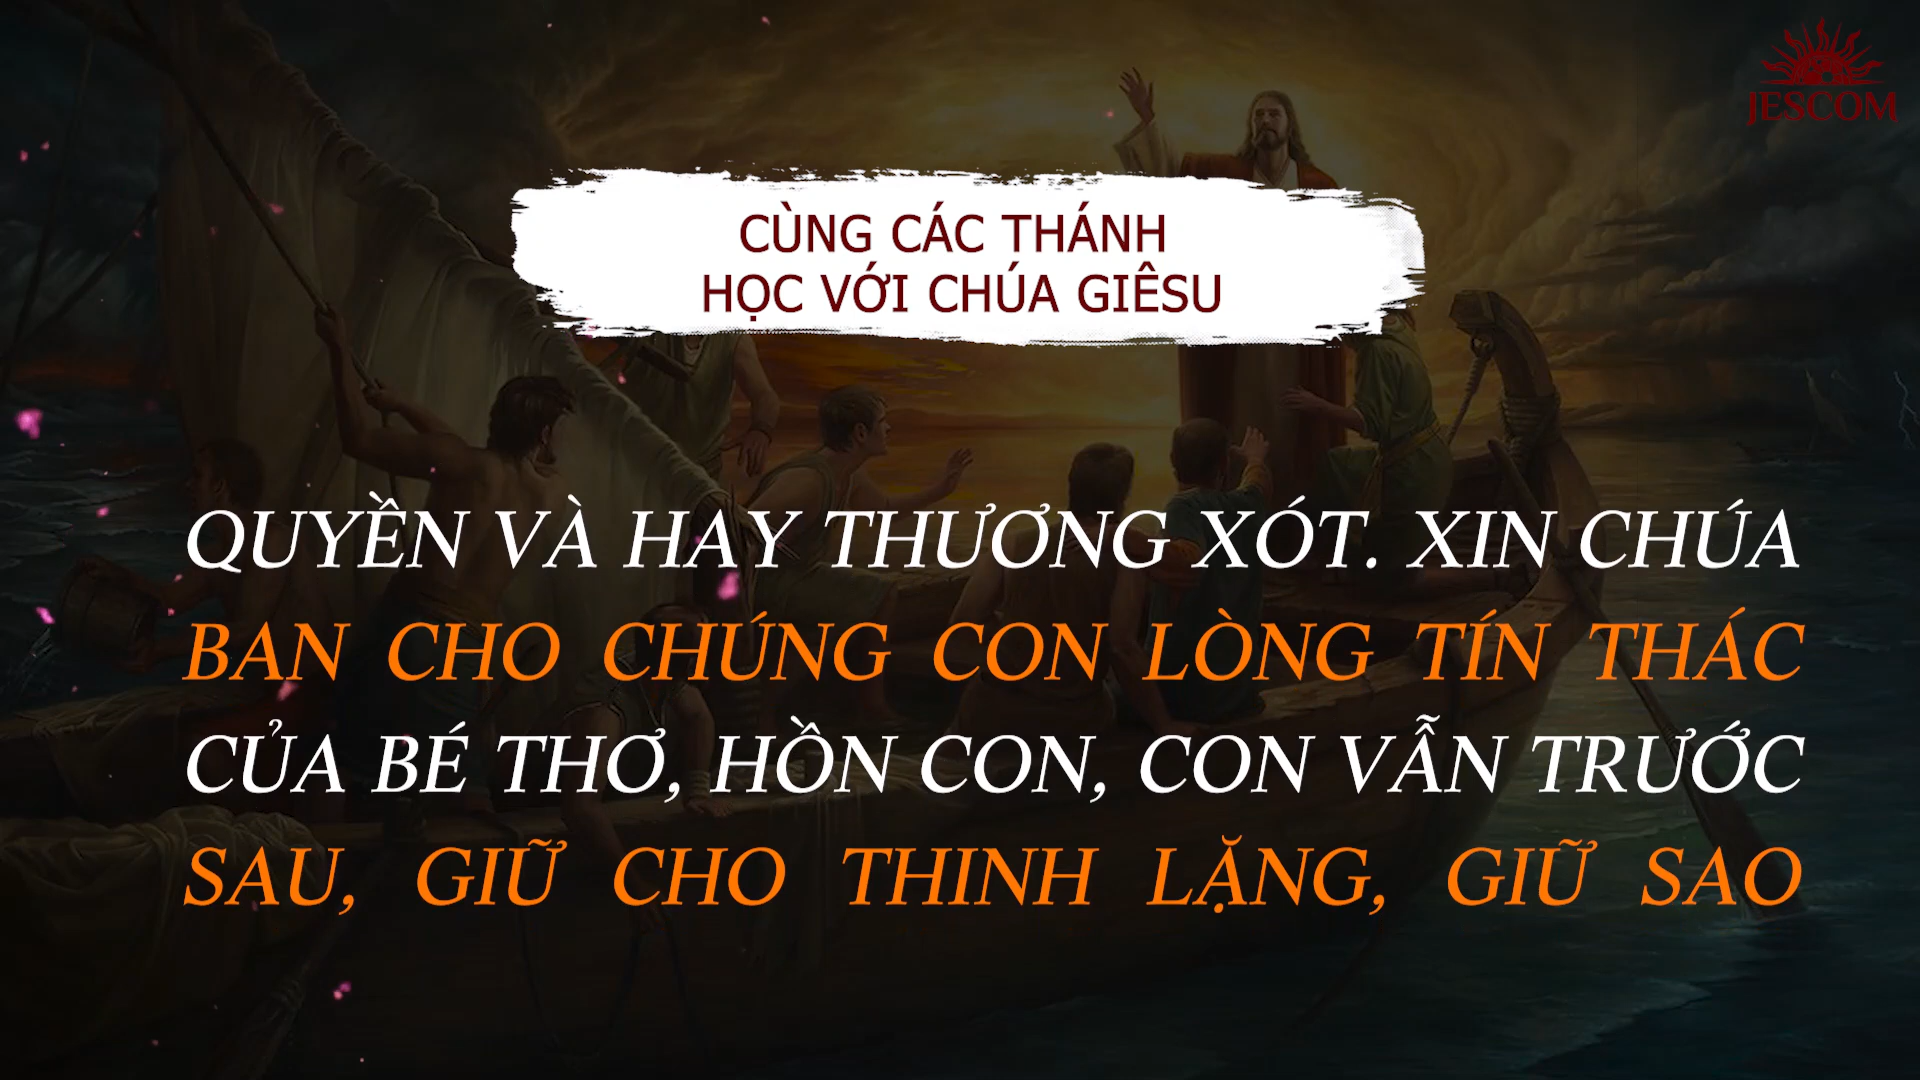 JESCOM
CÙNG CÁC THÁNH
HỌC VỚI CHÚA GIÊSU
QUYỀN VÀ HAY THƯƠNG XÓT. XIN CHÚA
BAN CHO CHÚNG CON LÒNG TÍN THÁC
CỦA BÉ THƠ, HỒN CON, CON VẪN TRƯỚC
SAU, GIỮ CHO THINH LẶNG, GIỮ SAO